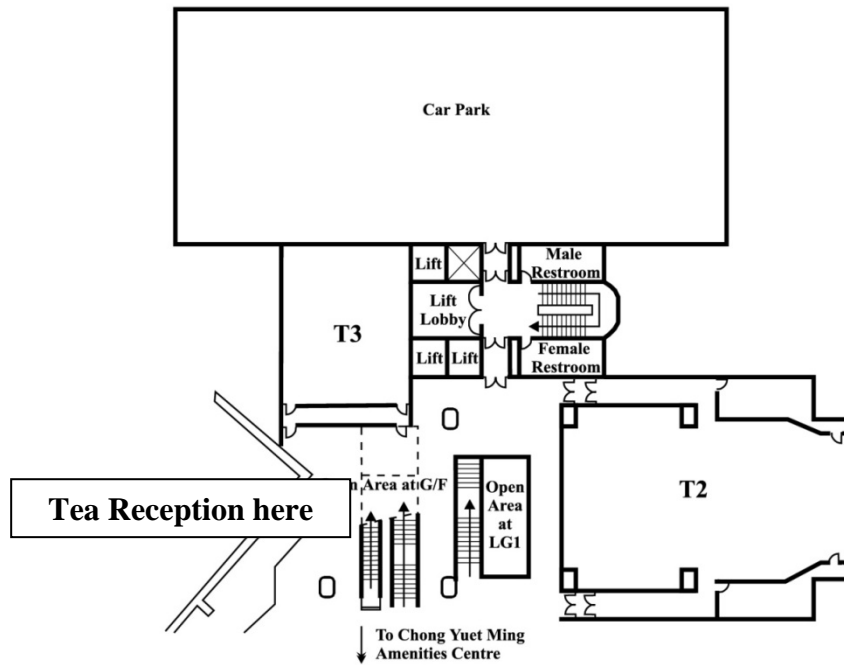 Car Park
Lift
Male
Restroom
Lift
Lobby
T3
Lift
Lift
Female
Restroom
Area at G/F
Tea Reception here
Open
Area
at
LG1
T2
To Chong Yuet Ming
Amenities Centre